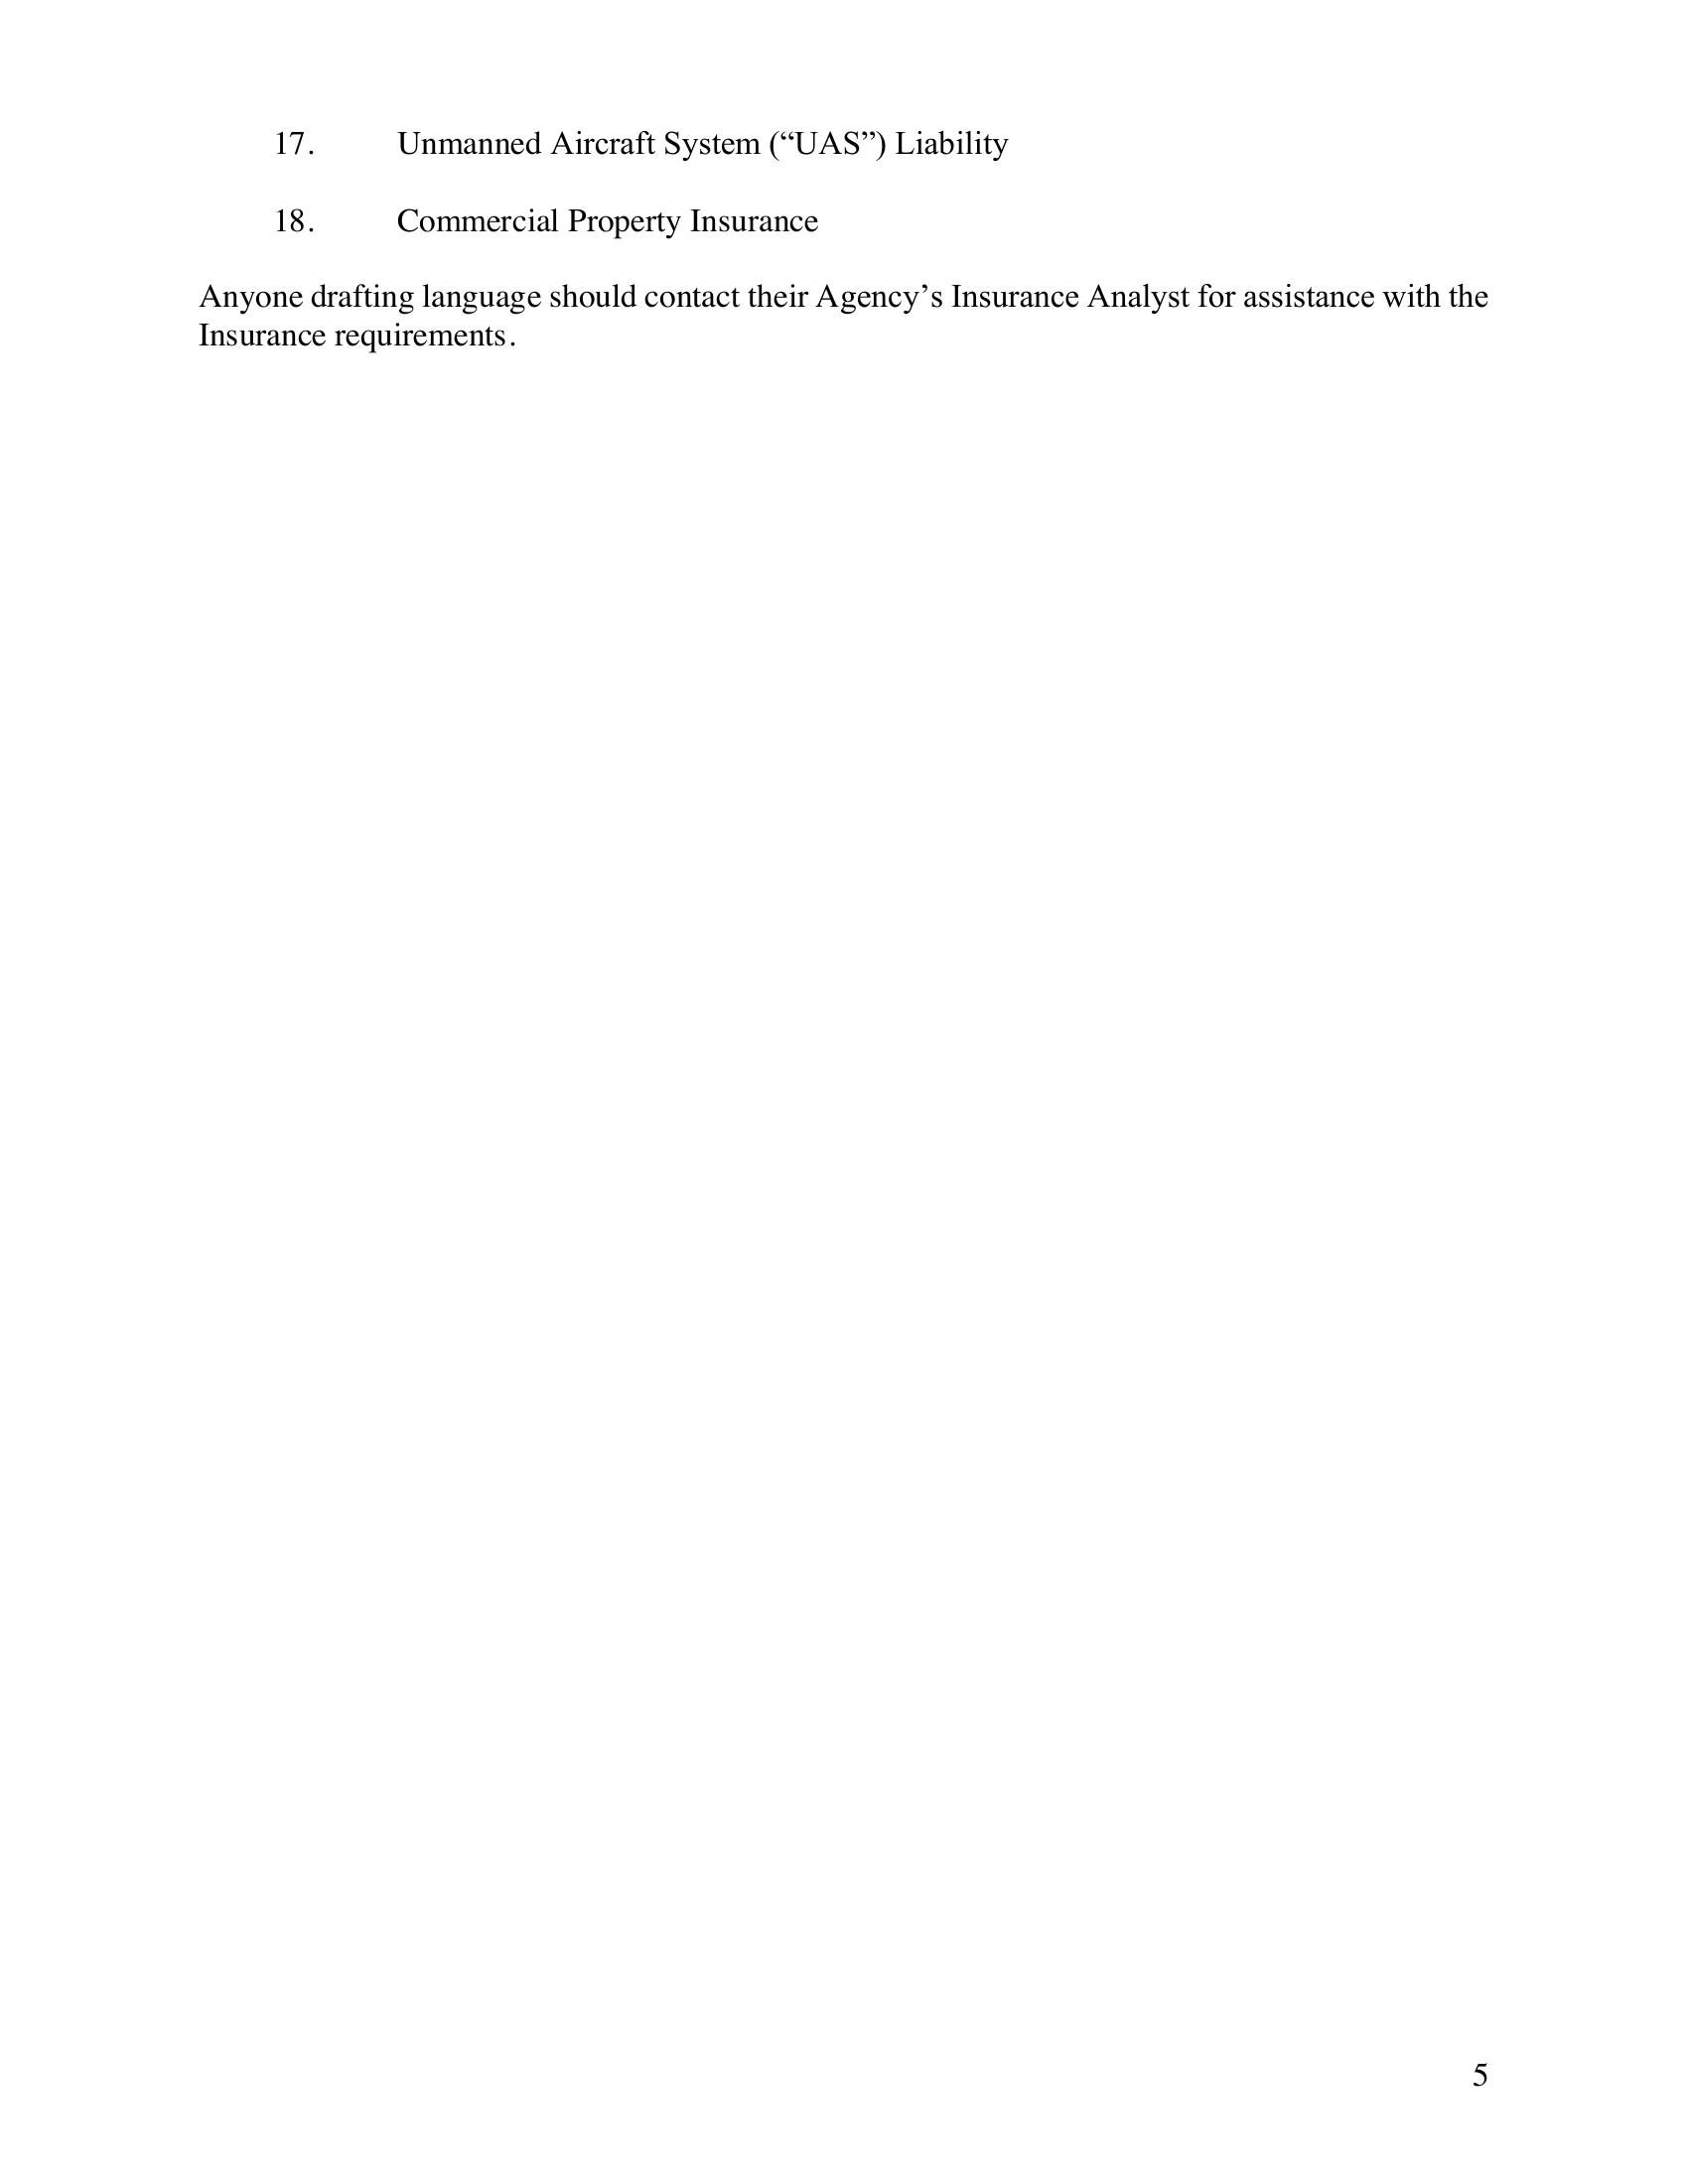 17. Unmanned Aircraft System (“UAS”) Liability
18. Commercial Property Insurance
Anyone drafting language should contact their Agency’s Insurance Analyst for assistance with the
Insurance requirements.
5